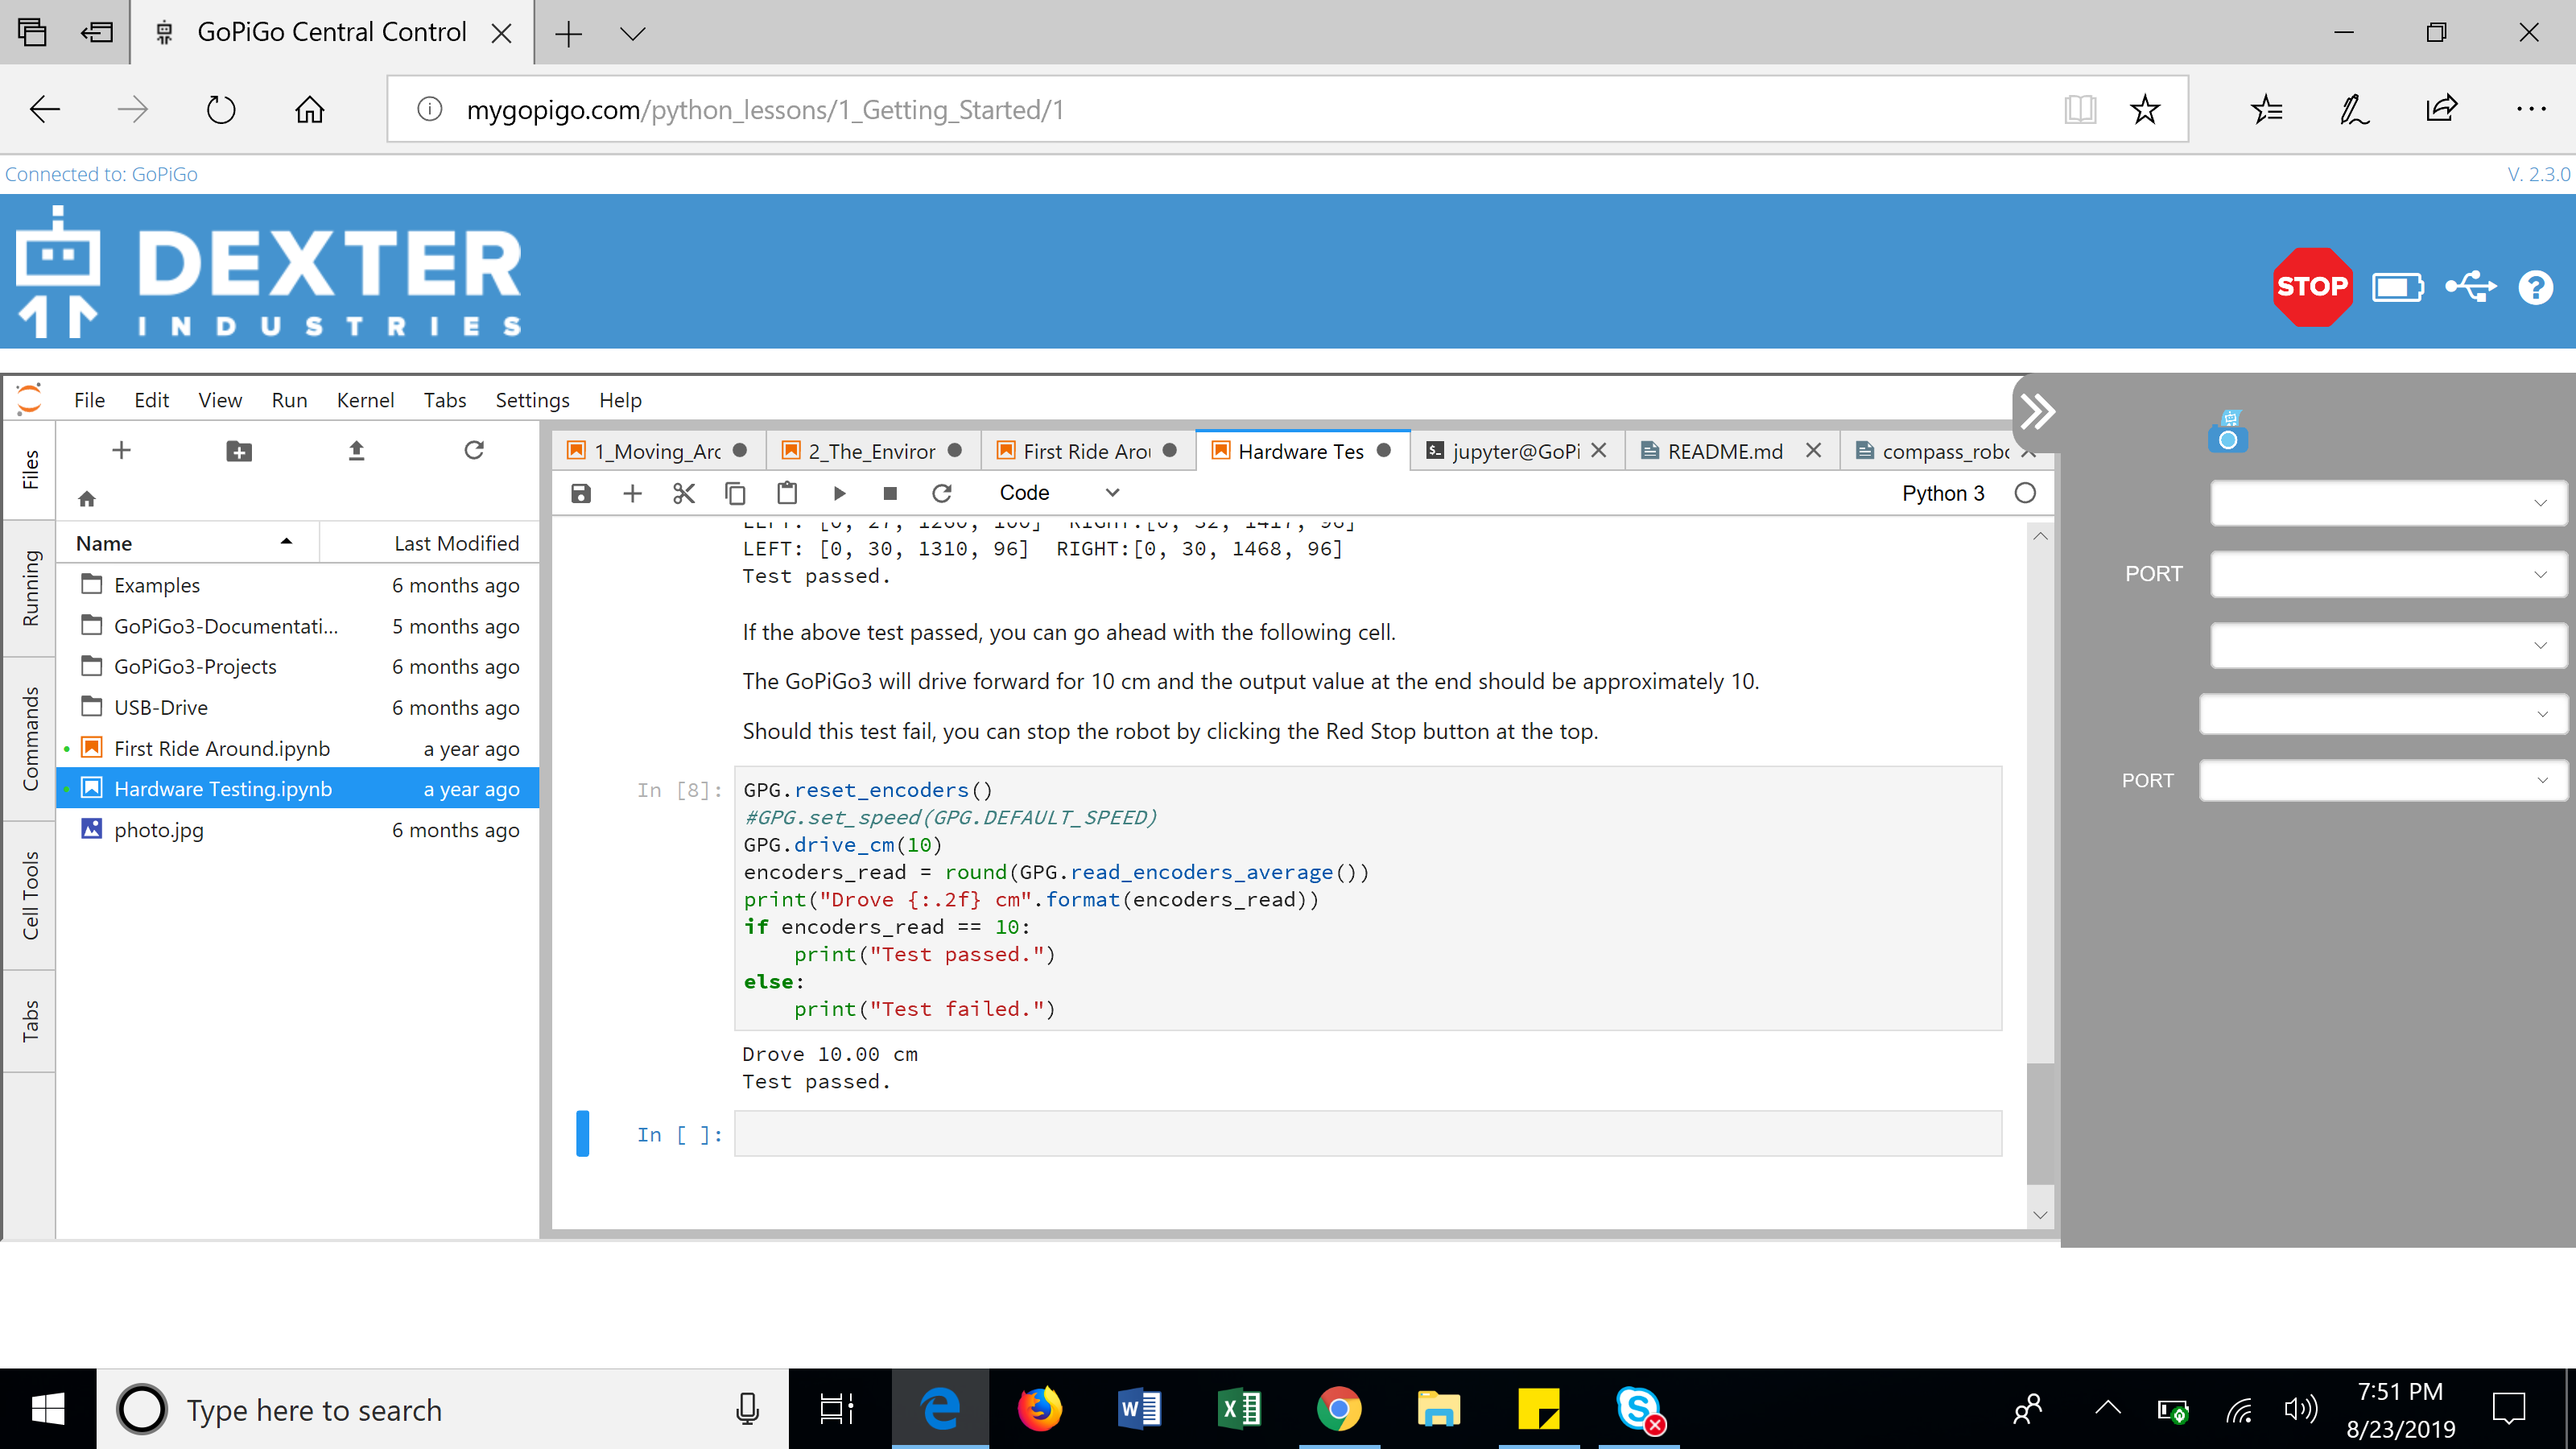 GoPiGo Central Control
mygopigo.com/python_lessons/1_Getting_Started/1
Connected to: GoPiGo
V. 2.3.0
DEXTER
INDUSTRIES
STOP
File Edit View Run Kernel Tabs Settings Help
Files
Running
Commands
Cell Tools
Tabs
Name Last Modified
Examples 6 months ago
GoPiGo3-Documentati... 5 months ago
GoPiGo3-Projects 6 months ago
USB-Drive 6 months ago
First Ride Around.ipynb a year ago
Hardware Testing.ipynb a year ago
photo.jpg 6 months ago
1_Moving_Arc 2_The_Enviror First Ride Aro Hardware Tes jupyter@GoPi README.md compass_robo
Code
Python 3
LEFT: [0, 30, 1310, 96]  RIGHT:[0, 30, 1468, 96]
Test passed.
If the above test passed, you can go ahead with the following cell.
The GoPiGo3 will drive forward for 10 cm and the output value at the end should be approximately 10.
Should this test fail, you can stop the robot by clicking the Red Stop button at the top.
In [8]:
GPG.reset_encoders()
#GPG.set_speed(GPG.DEFAULT_SPEED)
GPG.drive_cm(10)
encoders_read = round(GPG.read_encoders_average())
print("Drove {:.2f} cm".format(encoders_read))
if encoders_read == 10:
    print("Test passed.")
else:
    print("Test failed.")
Drove 10.00 cm
Test passed.
In [ ]:
PORT
PORT
Type here to search
7:51 PM
8/23/2019